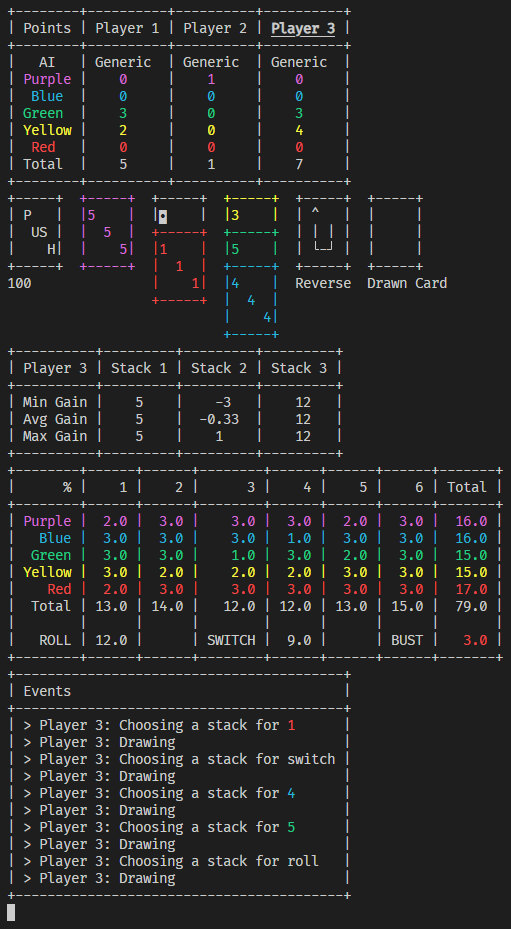 Points | Player 1 | Player 2 | Player 3
AI | Generic | Generic | Generic
Purple | 0 | 1 | 0
Blue | 0 | 0 | 0
Green | 3 | 0 | 3
Yellow | 2 | 0 | 4
Red | 0 | 0 | 0
Total | 5 | 1 | 7
P 5 3 ^
US 5 1 5 | | |
H 5 1 4 └─┘
100 1 4 Reverse Drawn Card
4
Player 3 | Stack 1 | Stack 2 | Stack 3
Min Gain | 5 | -3 | 12
Avg Gain | 5 | -0.33 | 12
Max Gain | 5 | 1 | 12
% | 1 | 2 | 3 | 4 | 5 | 6 | Total
Purple | 2.0 | 3.0 | 3.0 | 3.0 | 2.0 | 3.0 | 16.0
Blue | 3.0 | 3.0 | 3.0 | 1.0 | 3.0 | 3.0 | 16.0
Green | 3.0 | 3.0 | 1.0 | 3.0 | 2.0 | 3.0 | 15.0
Yellow | 3.0 | 2.0 | 2.0 | 2.0 | 3.0 | 3.0 | 15.0
Red | 2.0 | 3.0 | 3.0 | 3.0 | 3.0 | 3.0 | 17.0
Total | 13.0 | 14.0 | 12.0 | 12.0 | 13.0 | 15.0 | 79.0
ROLL | 12.0 | | SWITCH | 9.0 | | BUST | 3.0
Events
> Player 3: Choosing a stack for 1
> Player 3: Drawing
> Player 3: Choosing a stack for switch
> Player 3: Drawing
> Player 3: Choosing a stack for 4
> Player 3: Drawing
> Player 3: Choosing a stack for 5
> Player 3: Drawing
> Player 3: Choosing a stack for roll
> Player 3: Drawing